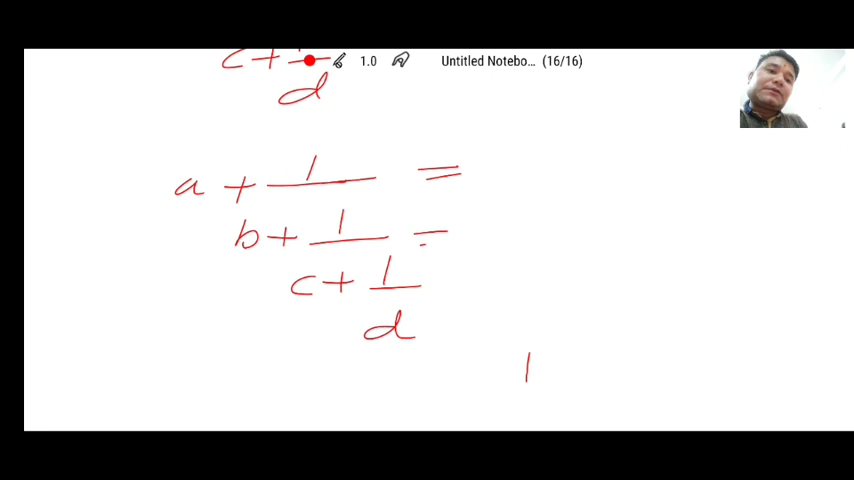 1.0 Untitled Notebo... (16/16)
c +
d
a + 1 =
b + 1 =
c + 1
d
1